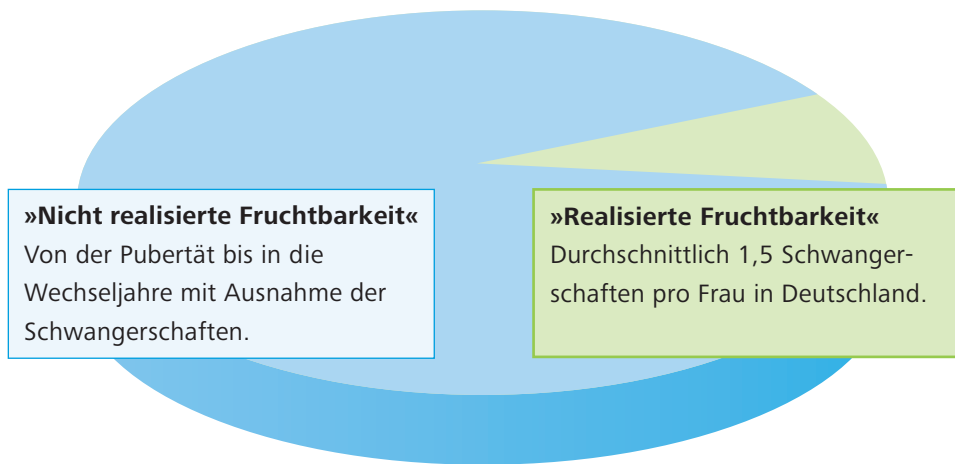 »Nicht realisierte Fruchtbarkeit«
Von der Pubertät bis in die
Wechseljahre mit Ausnahme der
Schwangerschaften.
»Realisierte Fruchtbarkeit«
Durchschnittlich 1,5 Schwanger-
schaften pro Frau in Deutschland.